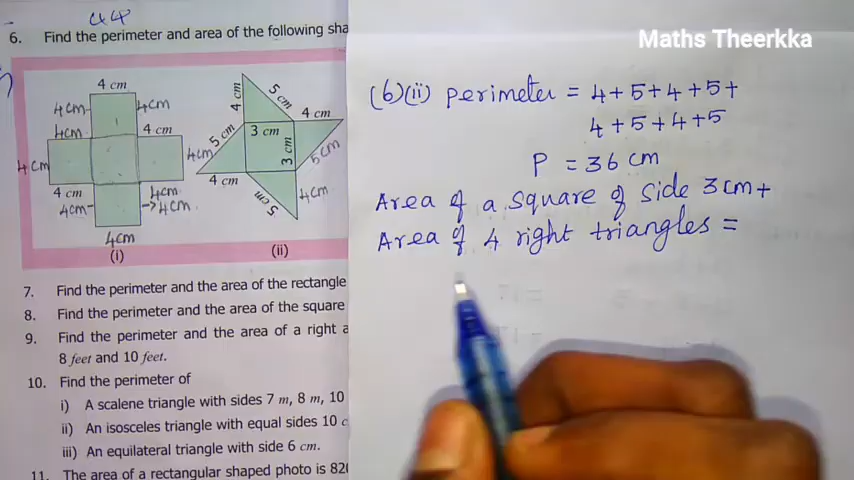 44
6. Find the perimeter and area of the following sha
Maths Theerkka
4 cm
4cm
4cm
4cm
4 cm
4cm
4 cm
4cm
4cm
4cm
4cm
(i)
4 cm
5 cm
4 cm
5 cm
3 cm
3 cm
4cm
5cm
4 cm
5
4cm
(ii)
(6)(ii) perimeter = 4+5+4+5+
4+5+4+5
P = 36 cm
Area of a square of side 3cm+
Area of 4 right triangles =
7. Find the perimeter and the area of the rectangle
8. Find the perimeter and the area of the square
9. Find the perimeter and the area of a right a
8 feet and 10 feet.
10. Find the perimeter of
i) A scalene triangle with sides 7 m, 8 m, 10
ii) An isosceles triangle with equal sides 10 c
iii) An equilateral triangle with side 6 cm.
11. The area of a rectangular shaped photo is 820